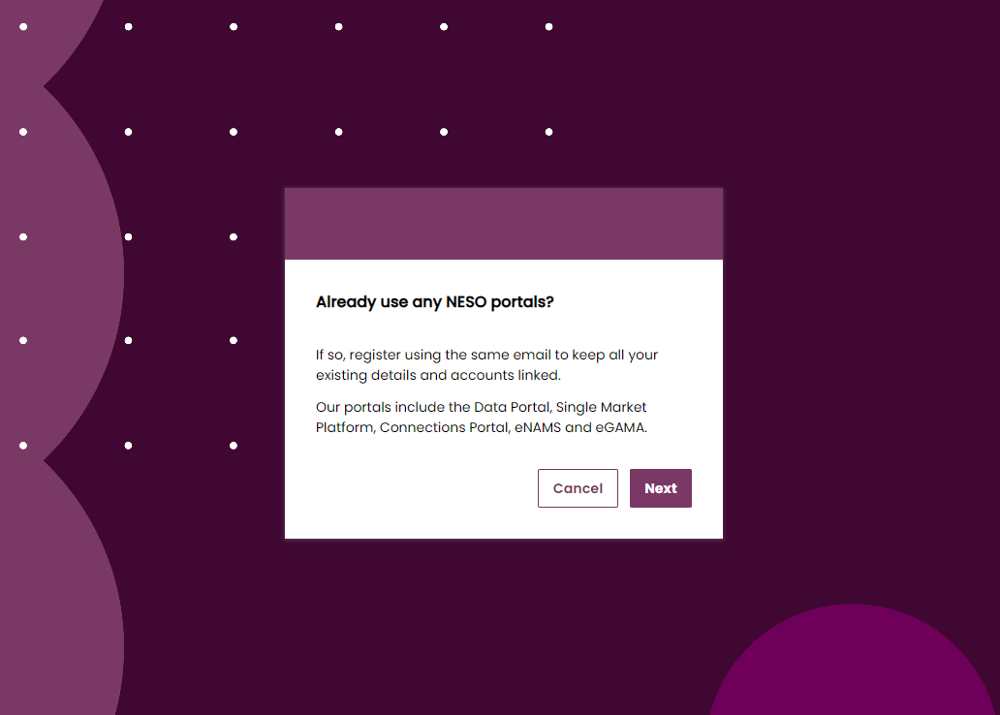 Already use any NESO portals?
If so, register using the same email to keep all your
existing details and accounts linked.
Our portals include the Data Portal, Single Market
Platform, Connections Portal, eNAMS and eGAMA.
Cancel Next